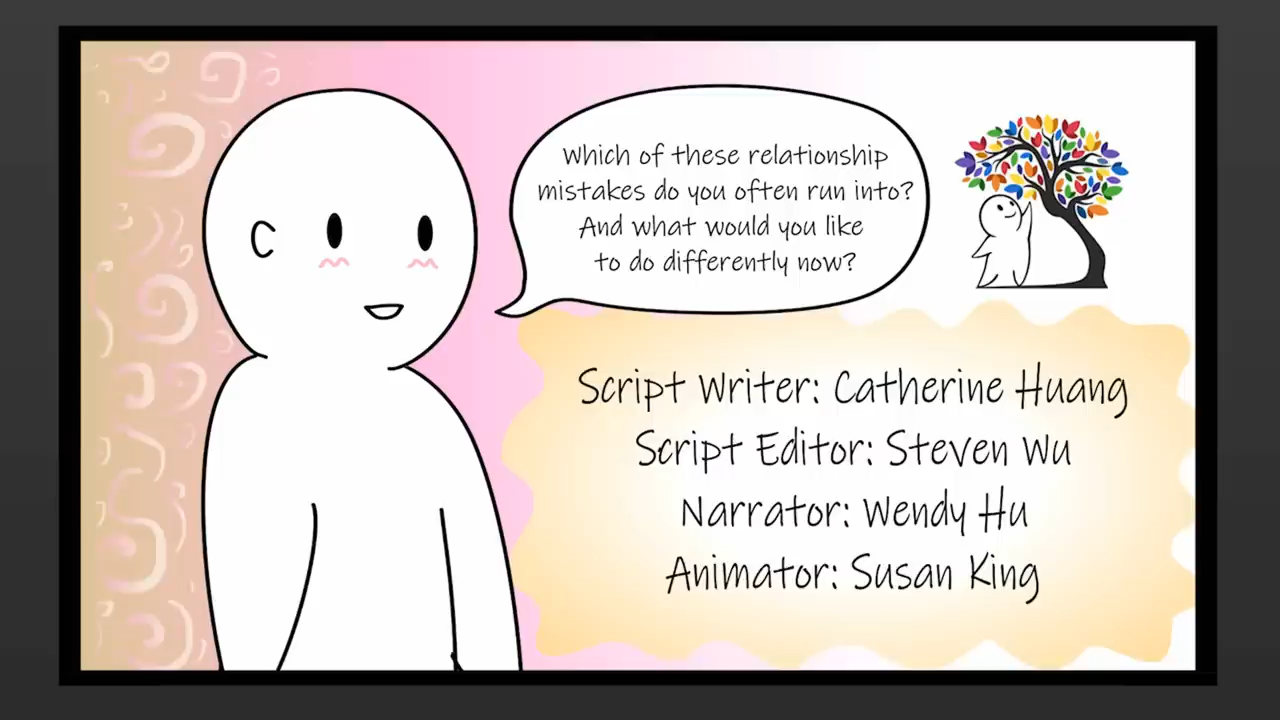 Which of these relationship
mistakes do you often run into?
And what would you like
to do differently now?
Script Writer: Catherine Huang
Script Editor: Steven Wu
Narrator: Wendy Hu
Animator: Susan King